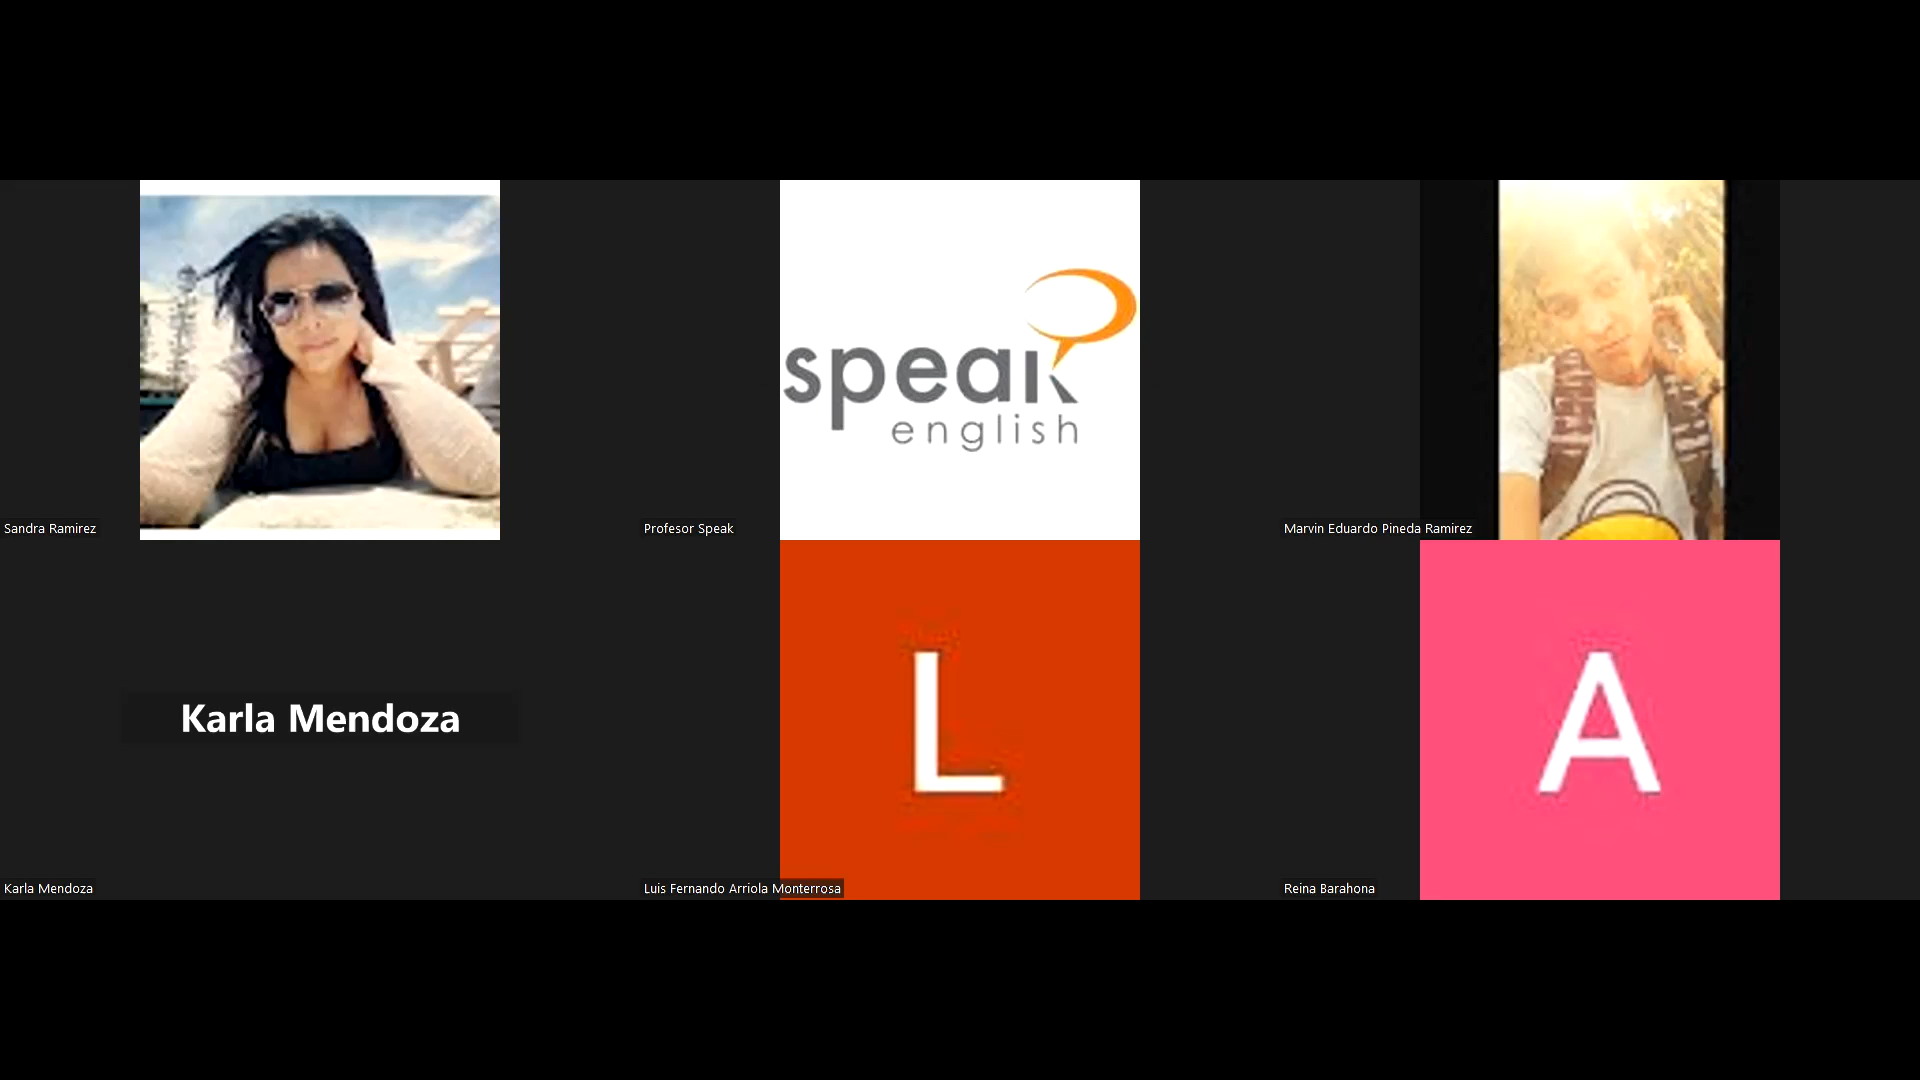 Sandra Ramirez
speak
english
Profesor Speak
Marvin Eduardo Pineda Ramirez
Karla Mendoza
Karla Mendoza
L
Luis Fernando Arriola Monterrosa
A
Reina Barahona